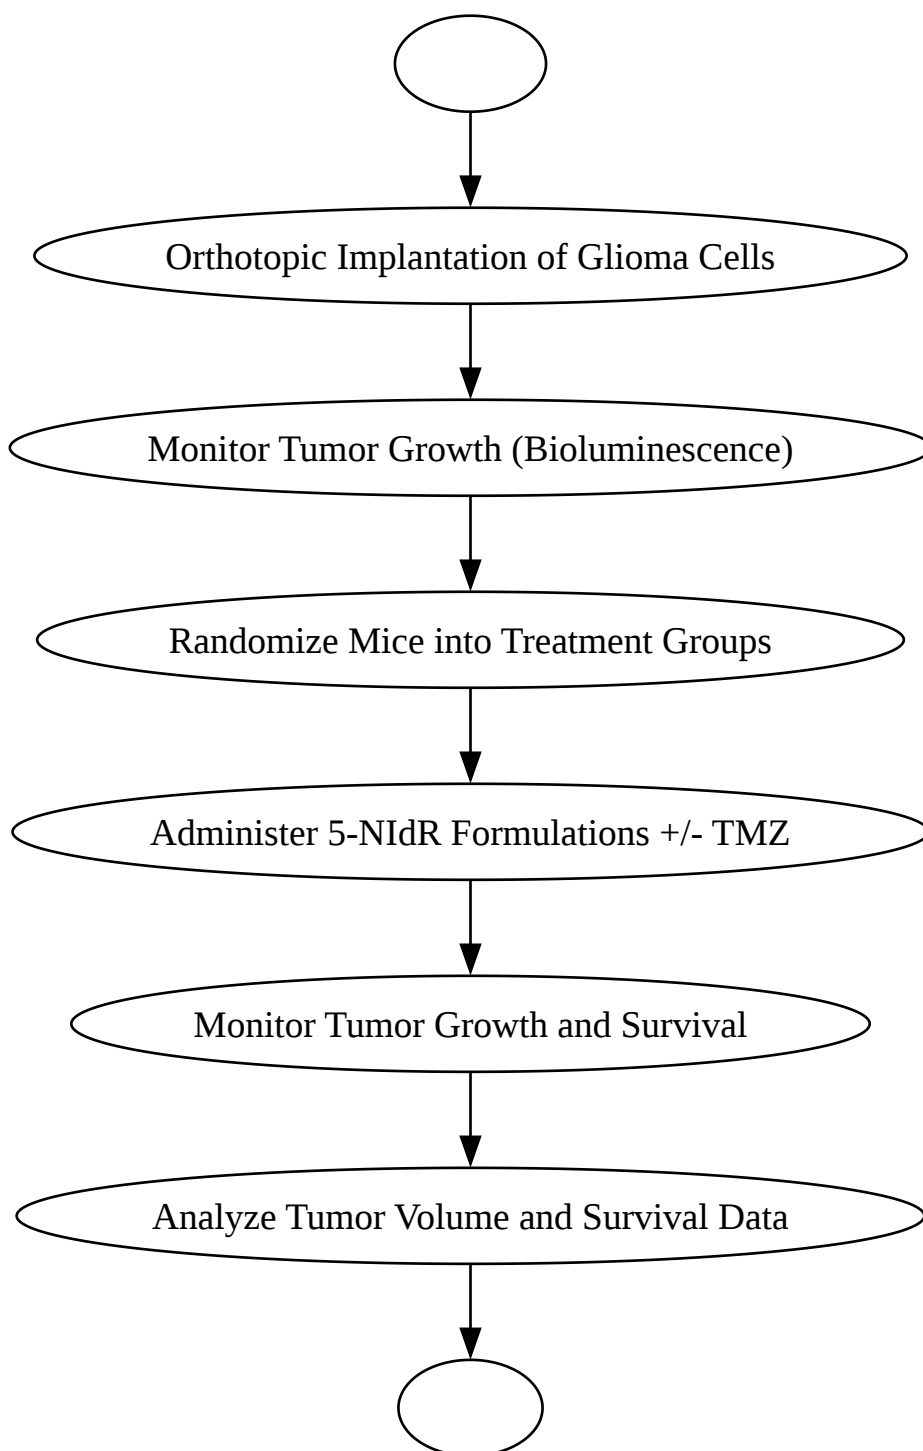 Orthotopic Implantation of Glioma Cells
Monitor Tumor Growth (Bioluminescence)
Randomize Mice into Treatment Groups
Administer 5-NIdR Formulations +/- TMZ
Monitor Tumor Growth and Survival
Analyze Tumor Volume and Survival Data